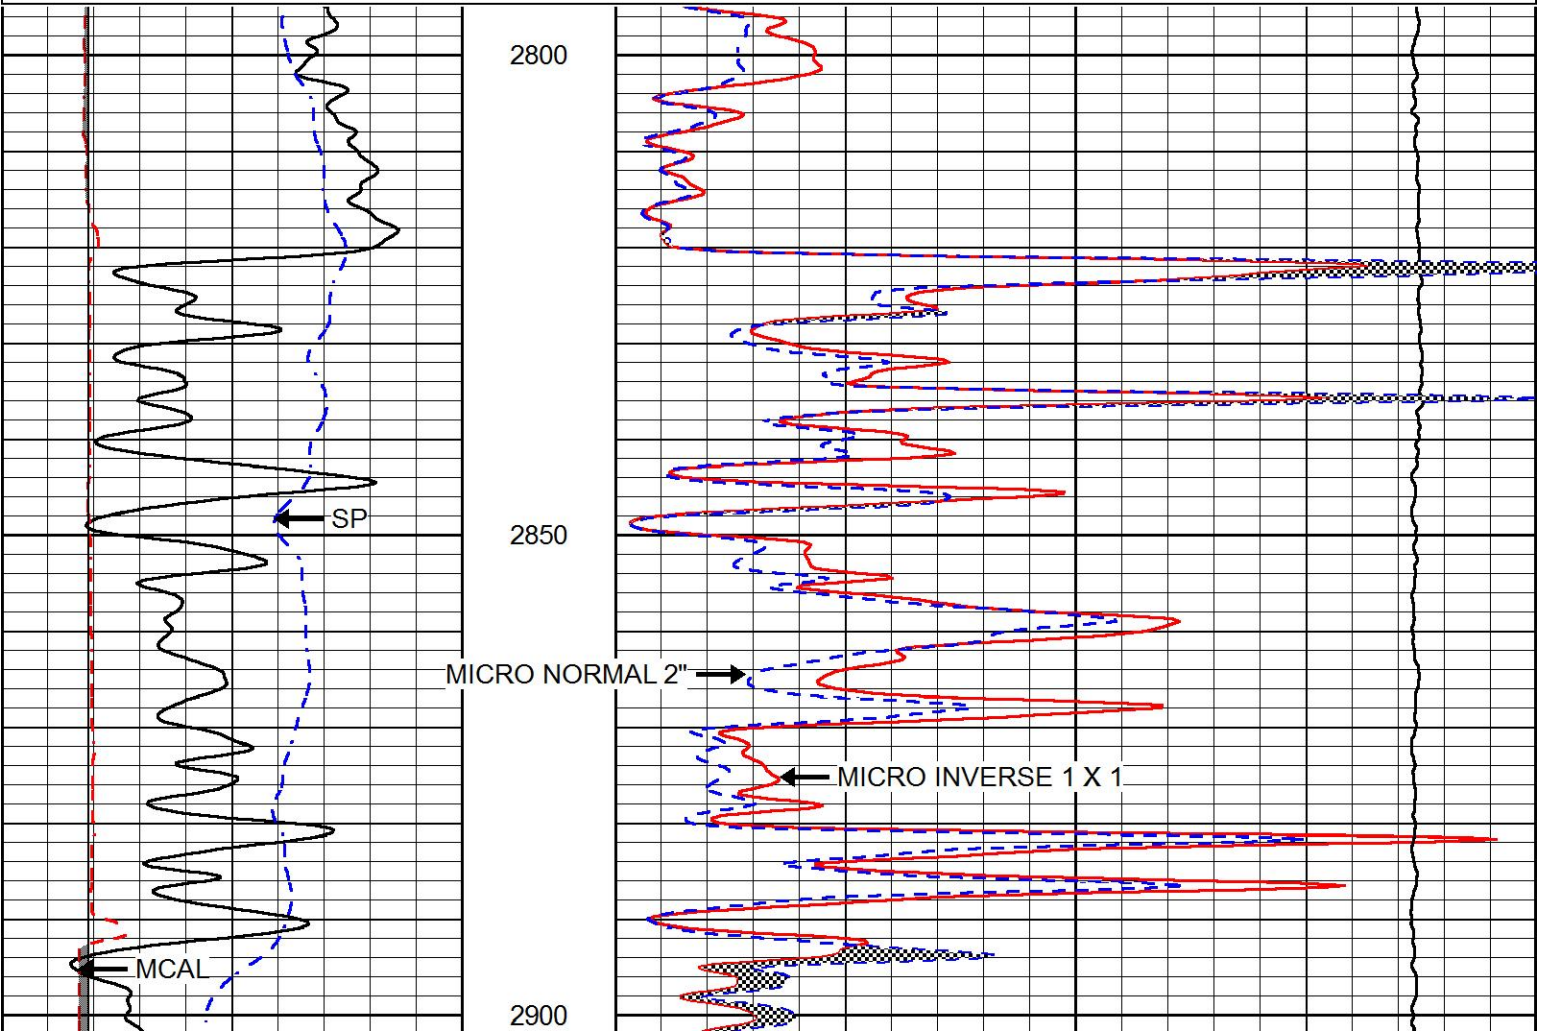 2800
SP
2850
MICRO NORMAL 2"
MICRO INVERSE 1 X 1
MCAL
2900